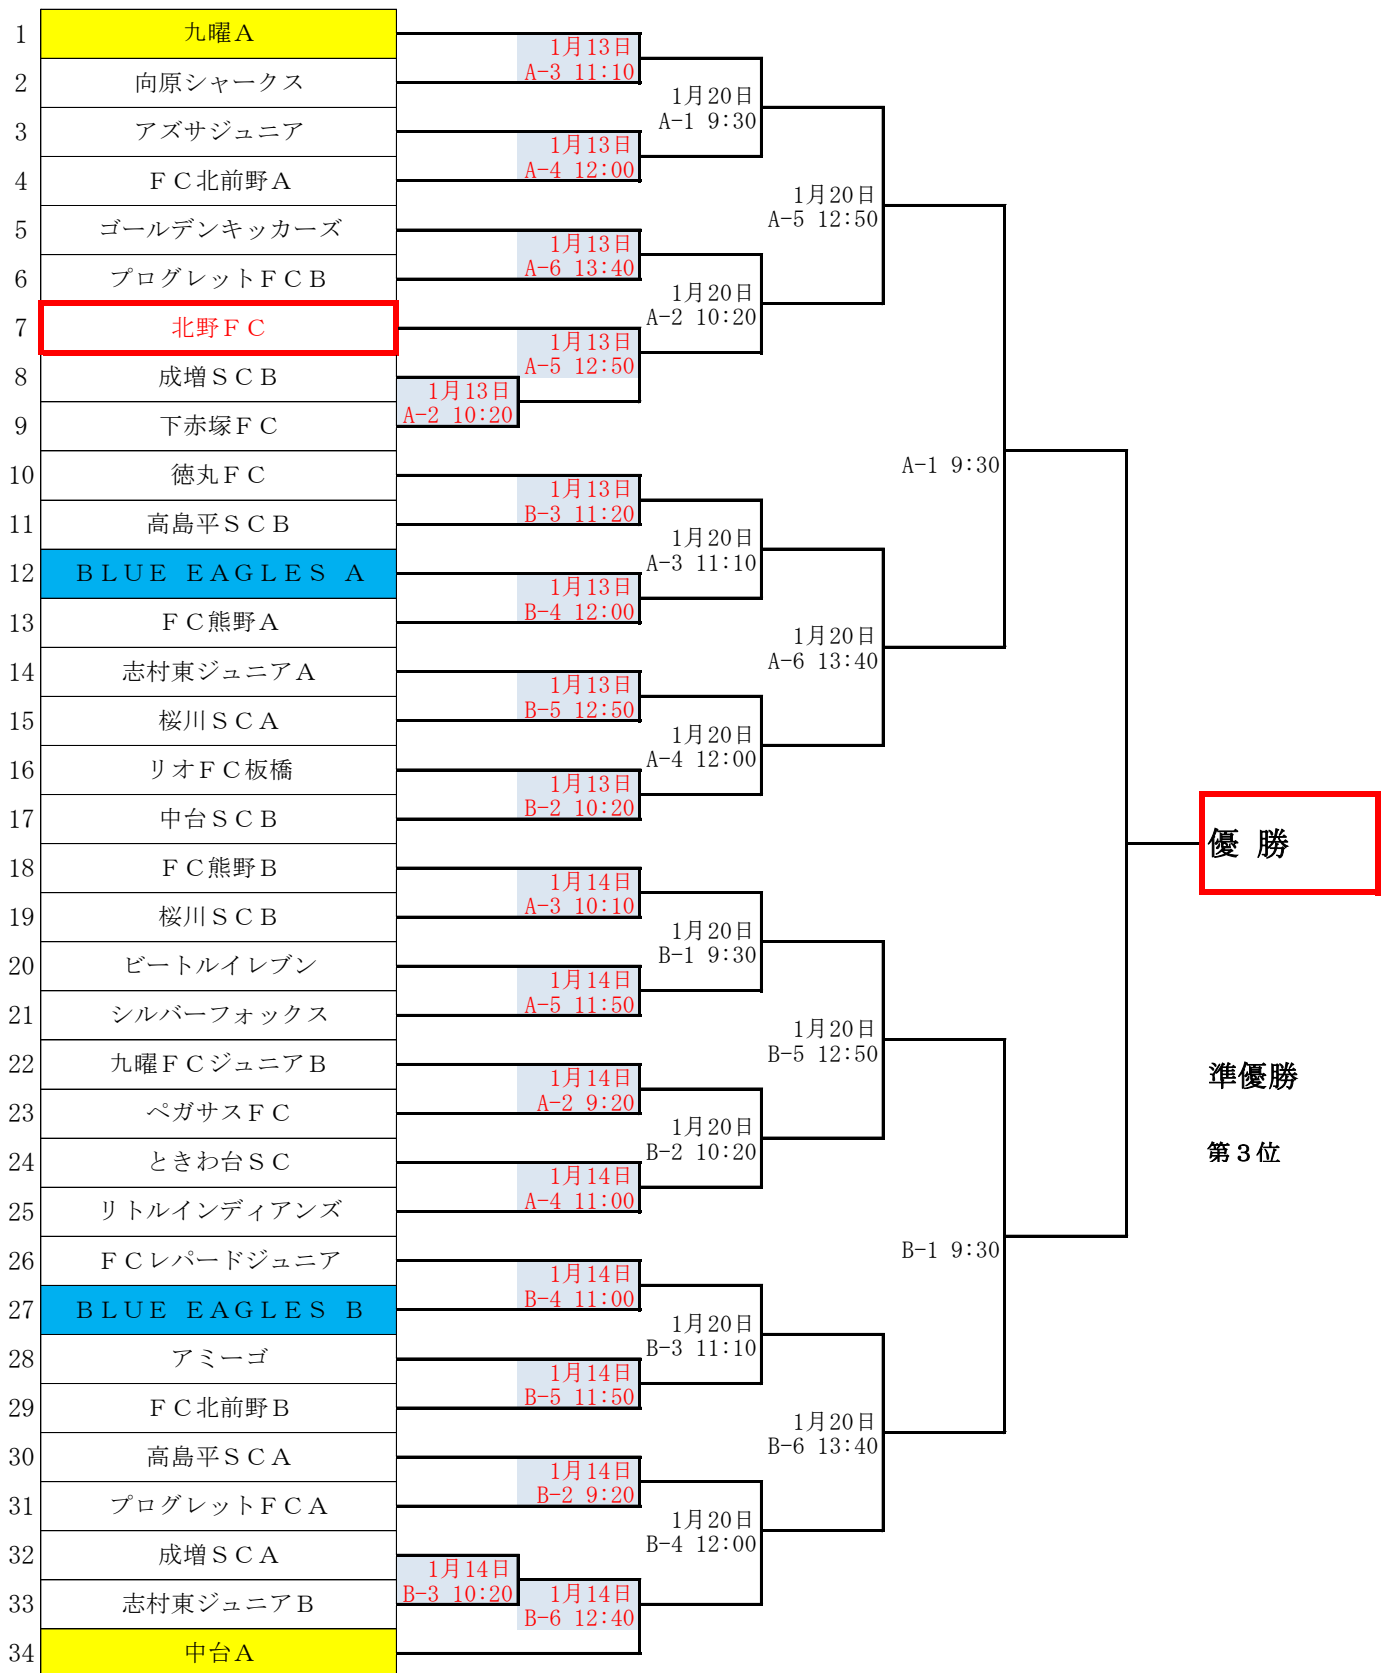 1 九曜A
2 向原シャークス
1月13日
A-3 11:10
3 アズサジュニア
4 FC北前野A
1月13日
A-4 12:00
1月20日
A-1 9:30
5 ゴールデンキッカーズ
6 プログレットFCB
1月13日
A-6 13:40
7 北野FC
8 成増SCB
9 下赤塚FC
1月13日
A-2 10:20
1月13日
A-5 12:50
1月20日
A-2 10:20
1月20日
A-5 12:50
10 徳丸FC
11 高島平SCB
1月13日
B-3 11:20
12 BLUE EAGLES A
13 FC熊野A
1月13日
B-4 12:00
1月20日
A-3 11:10
14 志村東ジュニアA
15 桜川SCA
1月13日
B-5 12:50
16 リオFC板橋
17 中台SCB
1月13日
B-2 10:20
1月20日
A-4 12:00
1月20日
A-6 13:40
A-1 9:30
18 FC熊野B
19 桜川SCB
1月14日
A-3 10:10
20 ビートルイレブン
21 シルバーフォックス
1月14日
A-5 11:50
1月20日
B-1 9:30
22 九曜FCジュニアB
23 ペガサスFC
1月14日
A-2 9:20
24 ときわ台SC
25 リトルインディアンズ
1月14日
A-4 11:00
1月20日
B-2 10:20
1月20日
B-5 12:50
26 FCレパードジュニア
27 BLUE EAGLES B
1月14日
B-4 11:00
28 アミーゴ
29 FC北前野B
1月14日
B-5 11:50
1月20日
B-3 11:10
30 高島平SCA
31 プログレットFCA
1月14日
B-2 9:20
32 成増SCA
33 志村東ジュニアB
1月14日
B-3 10:20
34 中台A
1月14日
B-6 12:40
1月20日
B-4 12:00
1月20日
B-6 13:40
B-1 9:30
優 勝
準優勝
第3位